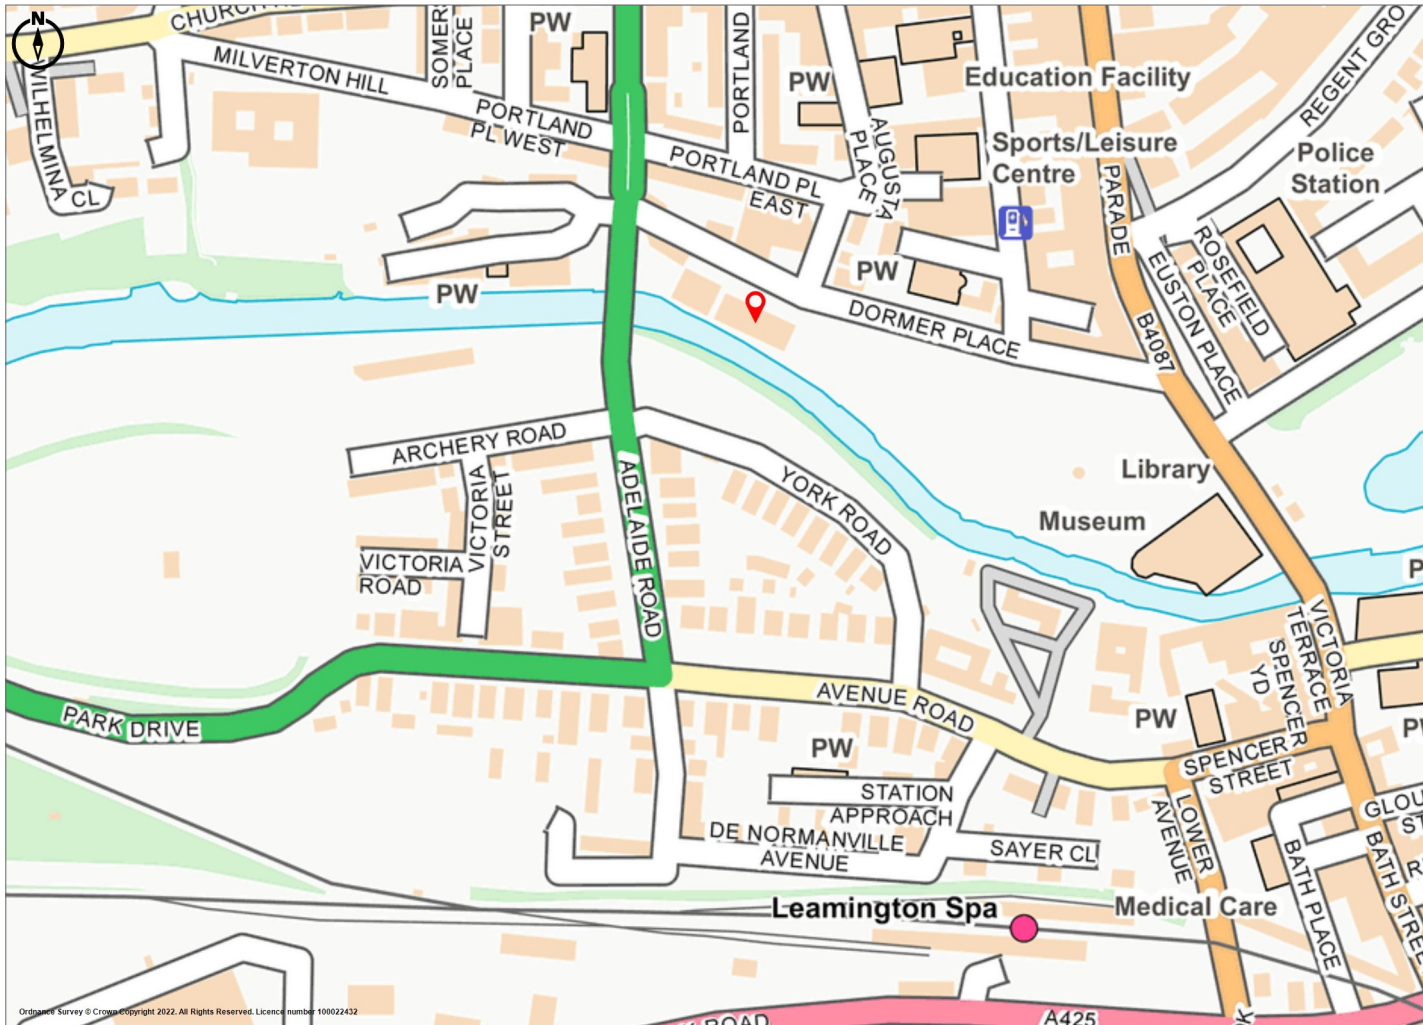 N
CHURCH
SOMER
PLACE
PW
PORTLAND
REGENT GRO
MILVERTON HILL
WILHELMINA
CL
PORTLAND
PL WEST
PW
Education Facility
AUGUSTA
PLACE
Sports/Leisure
Centre
Police
Station
PORTLAND PL
EAST
PARADE
ROSEFIELD
PLACE
EUSTON PLACE
PW
PW
DORMER PLACE
B4087
ARCHERY ROAD
VICTORIA
STREET
ADELAIDE ROAD
YORK ROAD
Library
Museum
VICTORIA
ROAD
P
VICTORIA
TERRACE
SPENCER
YD
PARK DRIVE
AVENUE ROAD
PW
PW
PW
SPENCER
STREET
STATION
APPROACH
LOWER
AVENUE
GLOU
ST
DE NORMANVILLE
AVENUE
SAYER CL
BATH PLACE
BATH STREE
R
Leamington Spa
Medical Care
Ordnance Survey © Crown Copyright 2022. All Rights Reserved. Licence number 100022432
ROAD
A425
K